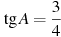 tgA = 3/4